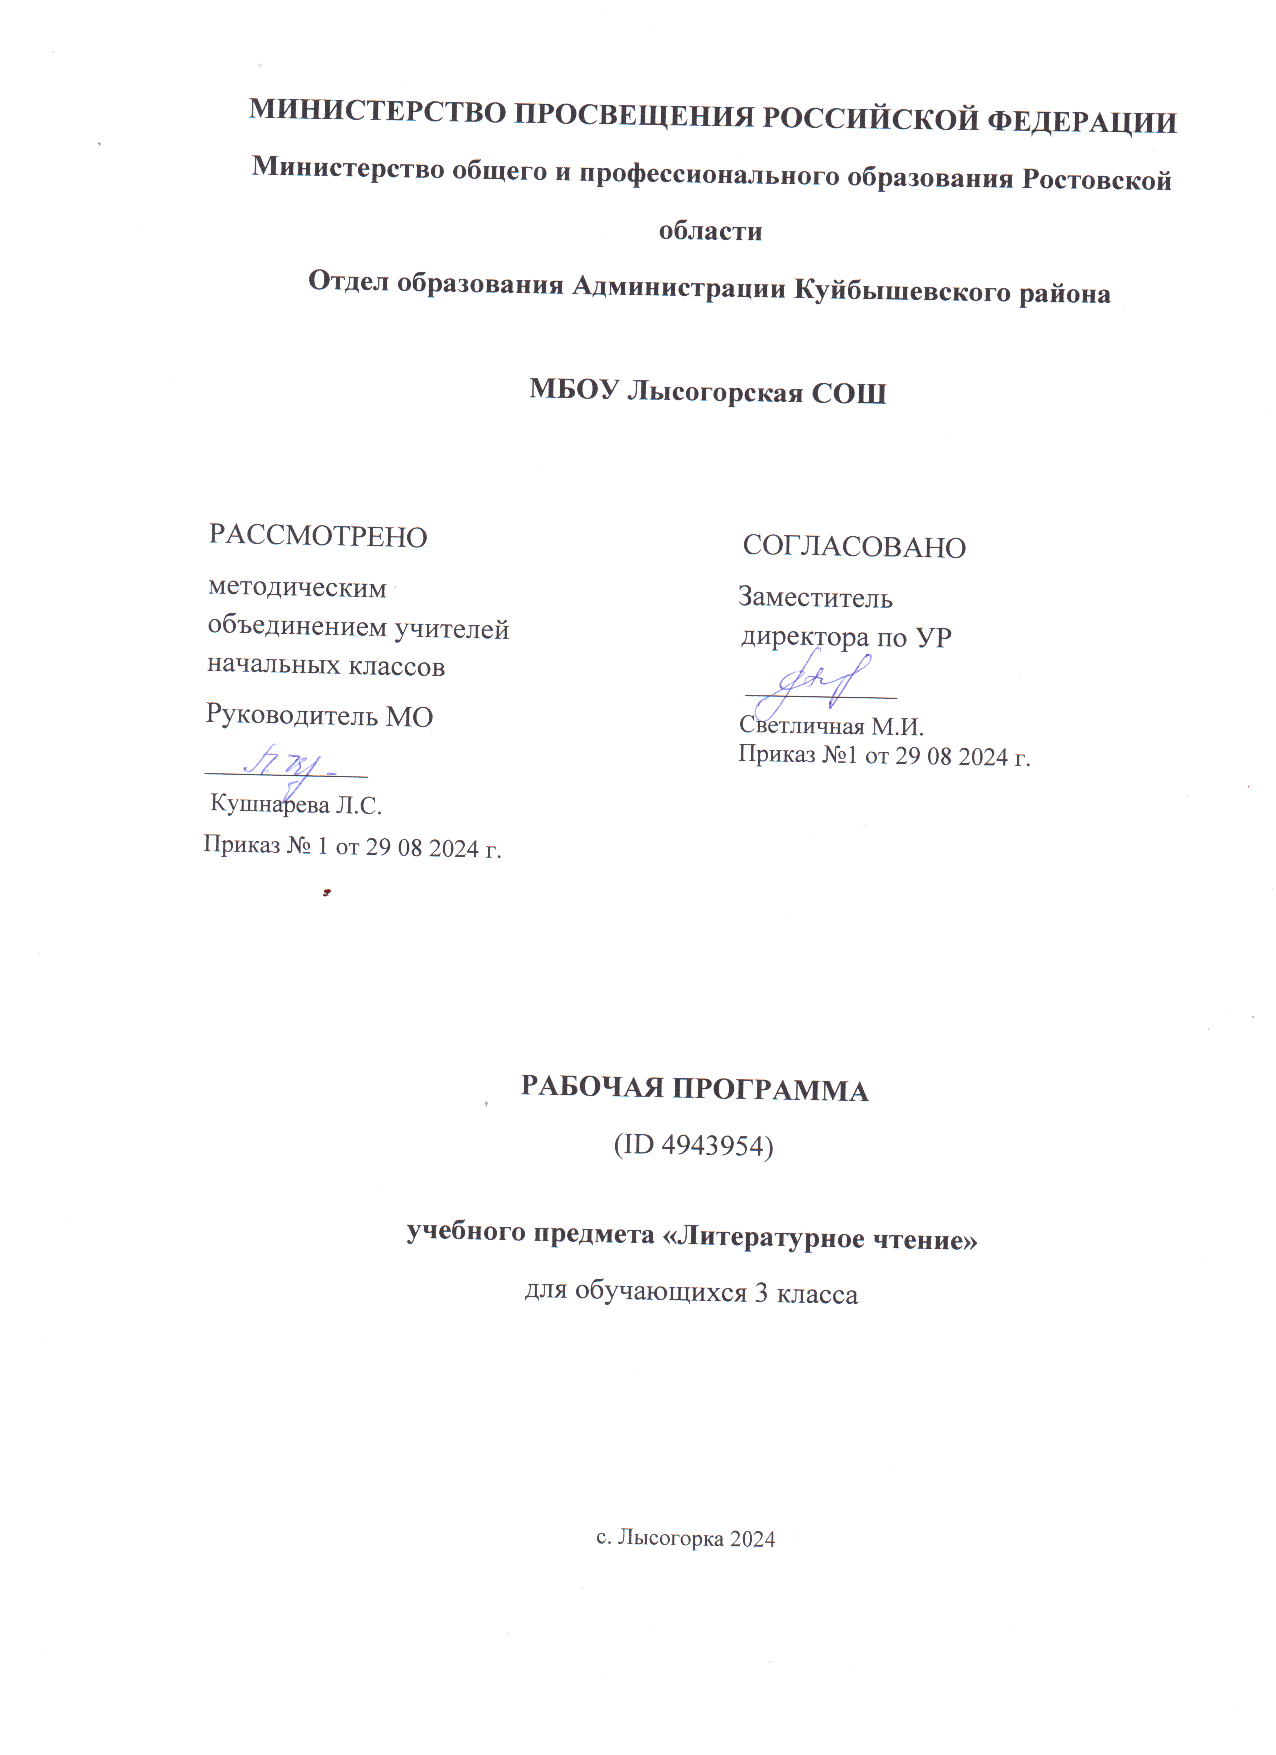 МИНИСТЕРСТВО ПРОСВЕЩЕНИЯ РОССИЙСКОЙ ФЕДЕРАЦИИ
Министерство общего и профессионального образования Ростовской
области
Отдел образования Администрации Куйбышевского района
МБОУ Лысогорская СОШ
РАССМОТРЕНО
методическим
объединением учителей
начальных классов
Руководитель МО
Кушнарева Л.С.
Приказ № 1 от 29 08 2024 г.
СОГЛАСОВАНО
Заместитель
директора по УР
Светличная М.И.
Приказ №1 от 29 08 2024 г.
РАБОЧАЯ ПРОГРАММА
(ID 4943954)
учебного предмета «Литературное чтение»
для обучающихся 3 класса
с. Лысогорка 2024